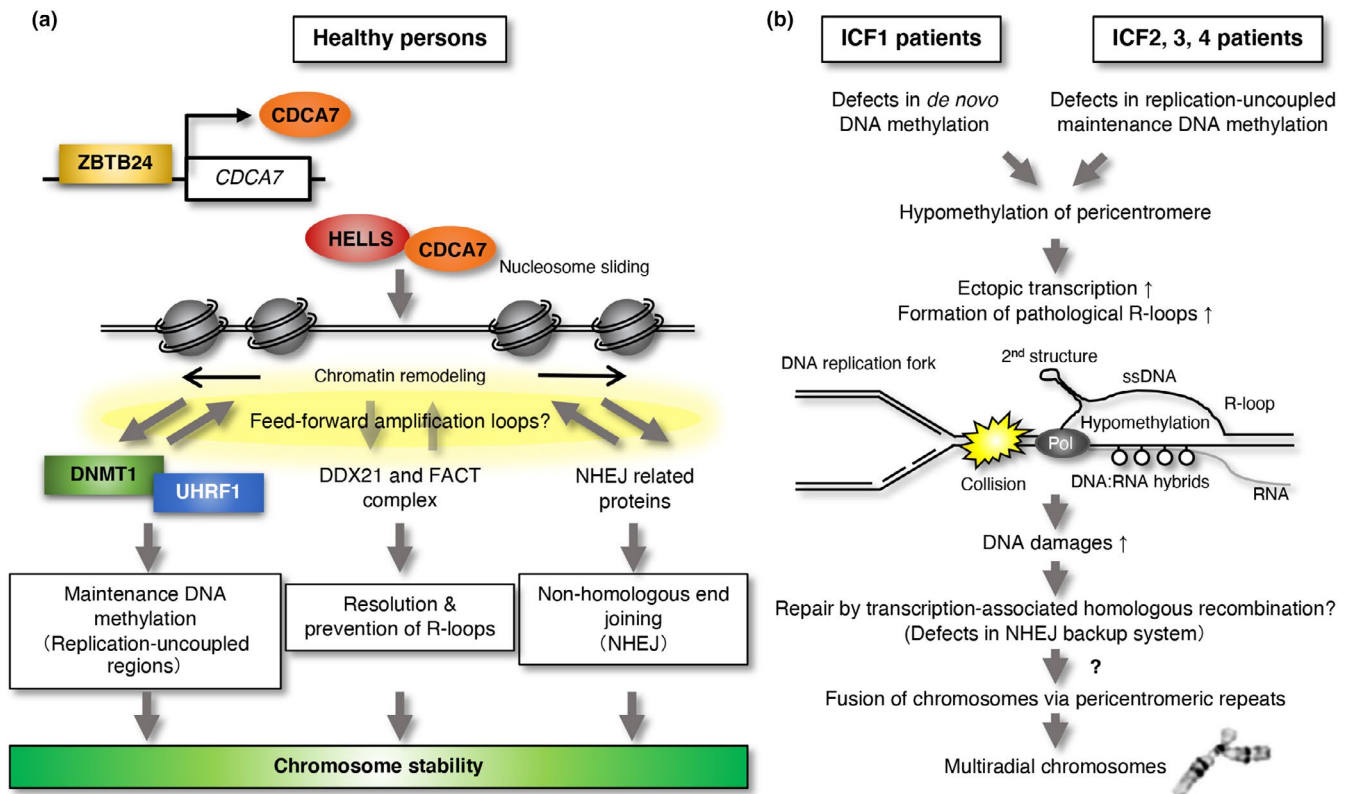 (a)
Healthy persons
CDCA7
ZBTB24
CDCA7
HELLS
CDCA7
Nucleosome sliding
Chromatin remodeling
Feed-forward amplification loops?
DNMT1
UHRF1
DDX21 and FACT
complex
NHEJ related
proteins
Maintenance DNA
methylation
(Replication-uncoupled
regions)
Resolution &
prevention of R-loops
Non-homologous end
joining
(NHEJ)
Chromosome stability
(b)
ICF1 patients
ICF2, 3, 4 patients
Defects in de novo
DNA methylation
Defects in replication-uncoupled
maintenance DNA methylation
Hypomethylation of pericentromere
Ectopic transcription ↑
Formation of pathological R-loops ↑
DNA replication fork
2nd structure
ssDNA
R-loop
Hypomethylation
Pol
Collision
DNA:RNA hybrids
RNA
DNA damages ↑
Repair by transcription-associated homologous recombination?
(Defects in NHEJ backup system)
?
Fusion of chromosomes via pericentromeric repeats
Multiradial chromosomes